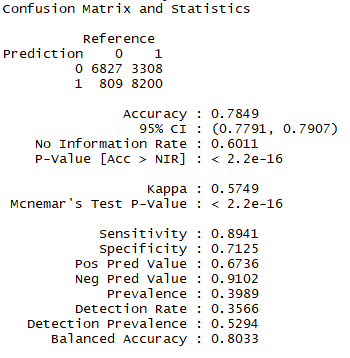 Confusion Matrix and Statistics
Reference
Prediction 0 1
0 6827 3308
1 809 8200
Accuracy : 0.7849
95% CI : (0.7791, 0.7907)
No Information Rate : 0.6011
P-Value [Acc > NIR] : < 2.2e-16
Kappa : 0.5749
Mcnemar's Test P-Value : < 2.2e-16
Sensitivity : 0.8941
Specificity : 0.7125
Pos Pred Value : 0.6736
Neg Pred Value : 0.9102
Prevalence : 0.3989
Detection Rate : 0.3566
Detection Prevalence : 0.5294
Balanced Accuracy : 0.8033